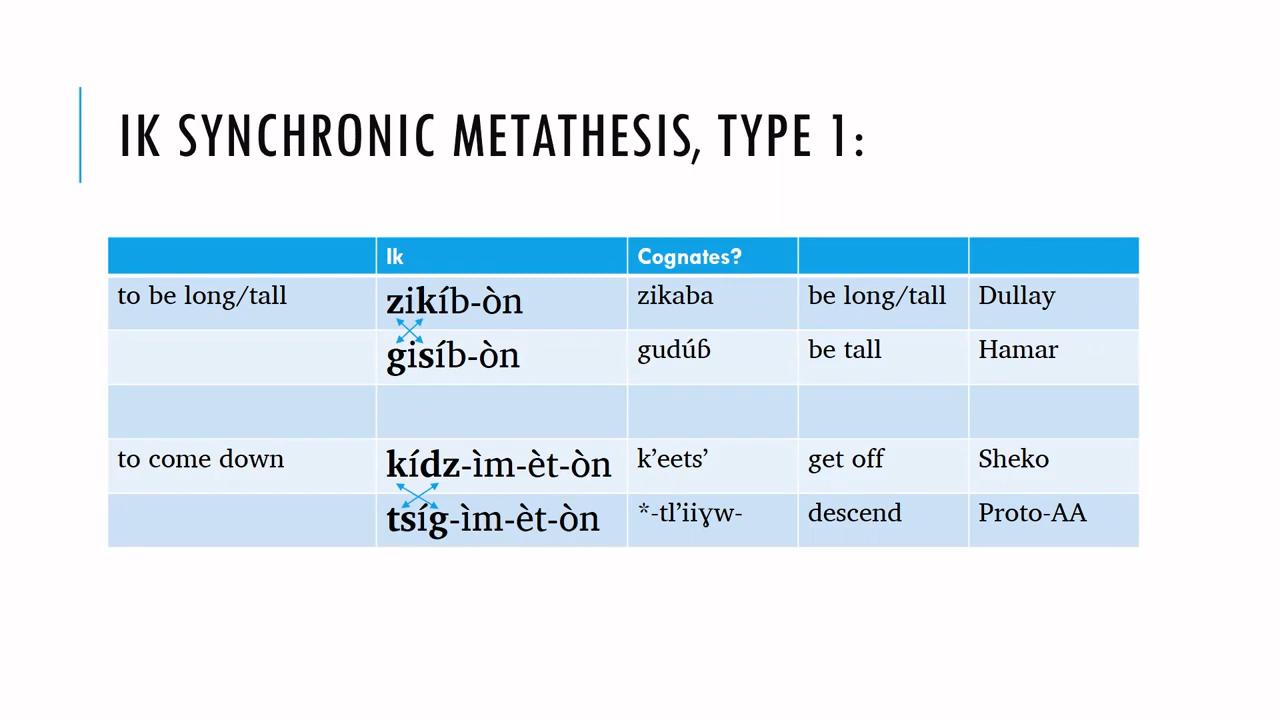 IK SYNCHRONIC METATHESIS, TYPE 1:
Ik Cognates?
to be long/tall zikíb-òn zikaba be long/tall Dullay
gisíb-òn gudúɓ be tall Hamar
to come down kídz-ìm-èt-òn k’eets’ get off Sheko
tsíg-ìm-èt-òn *-tl’iiɣw- descend Proto-AA